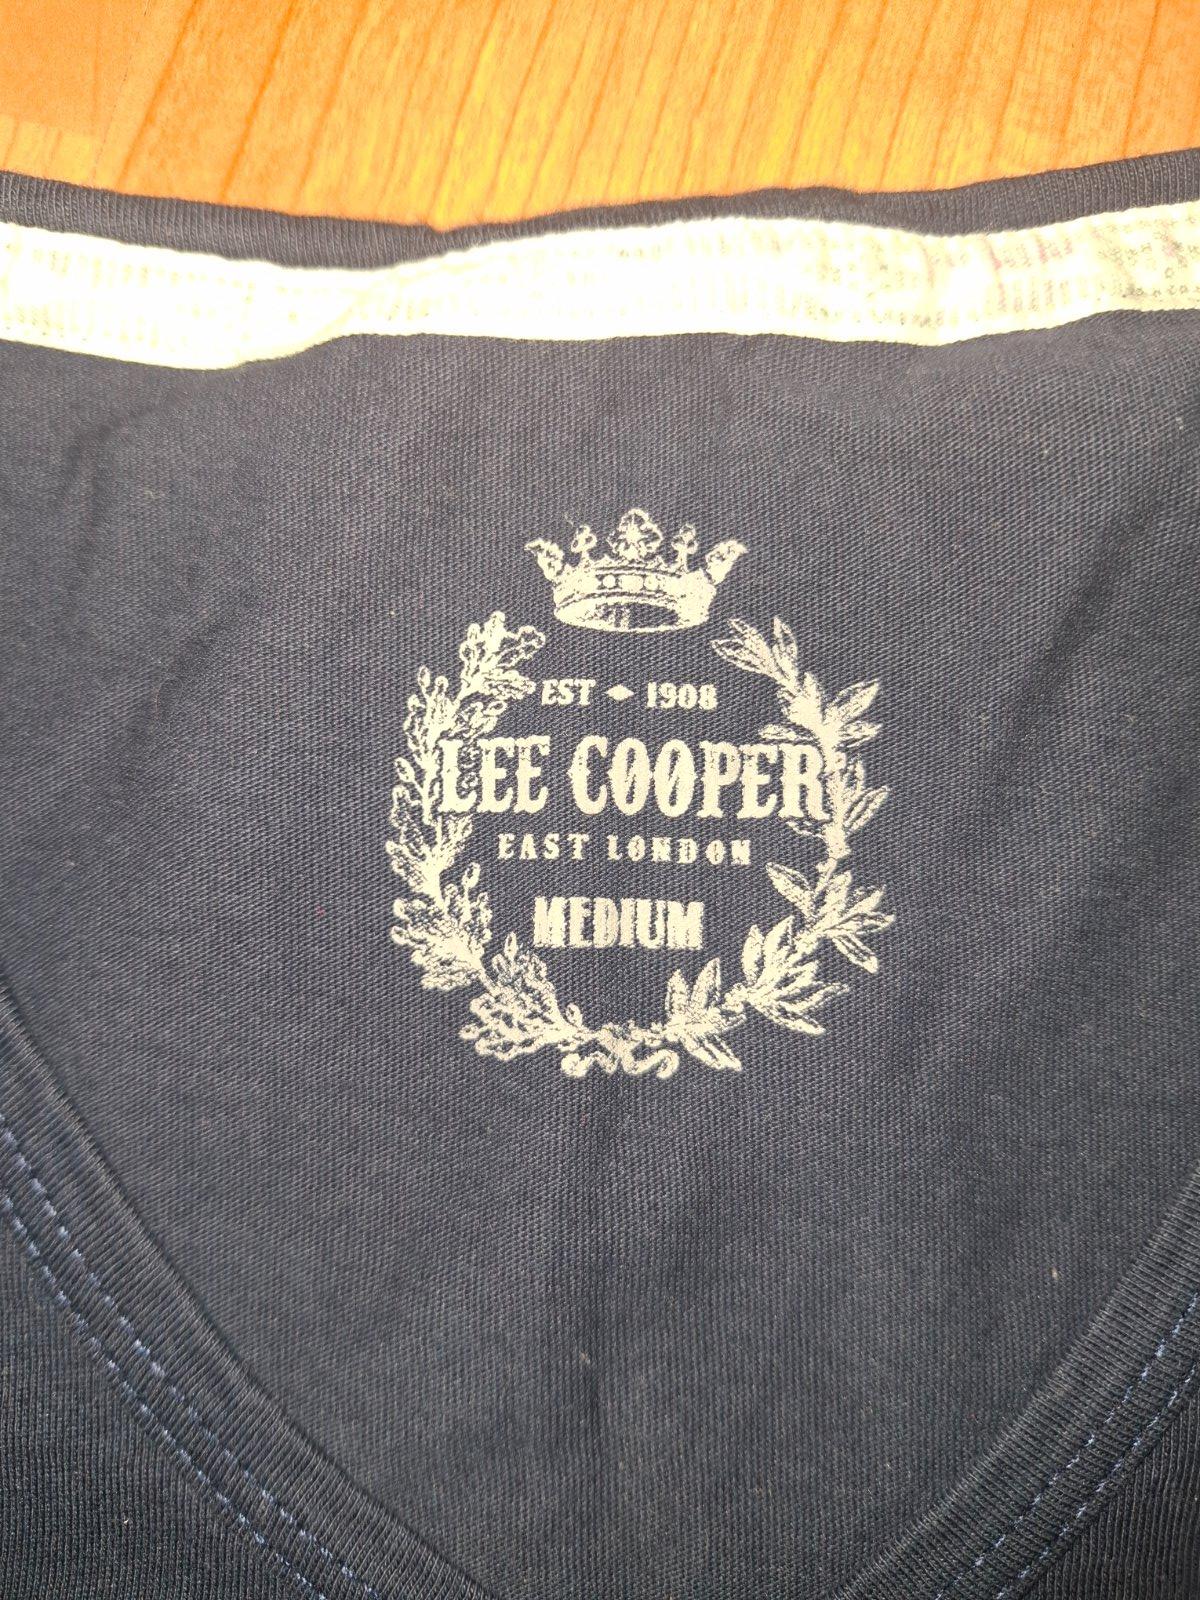 EST 1908
LEE COOPER
EAST LONDON
MEDIUM